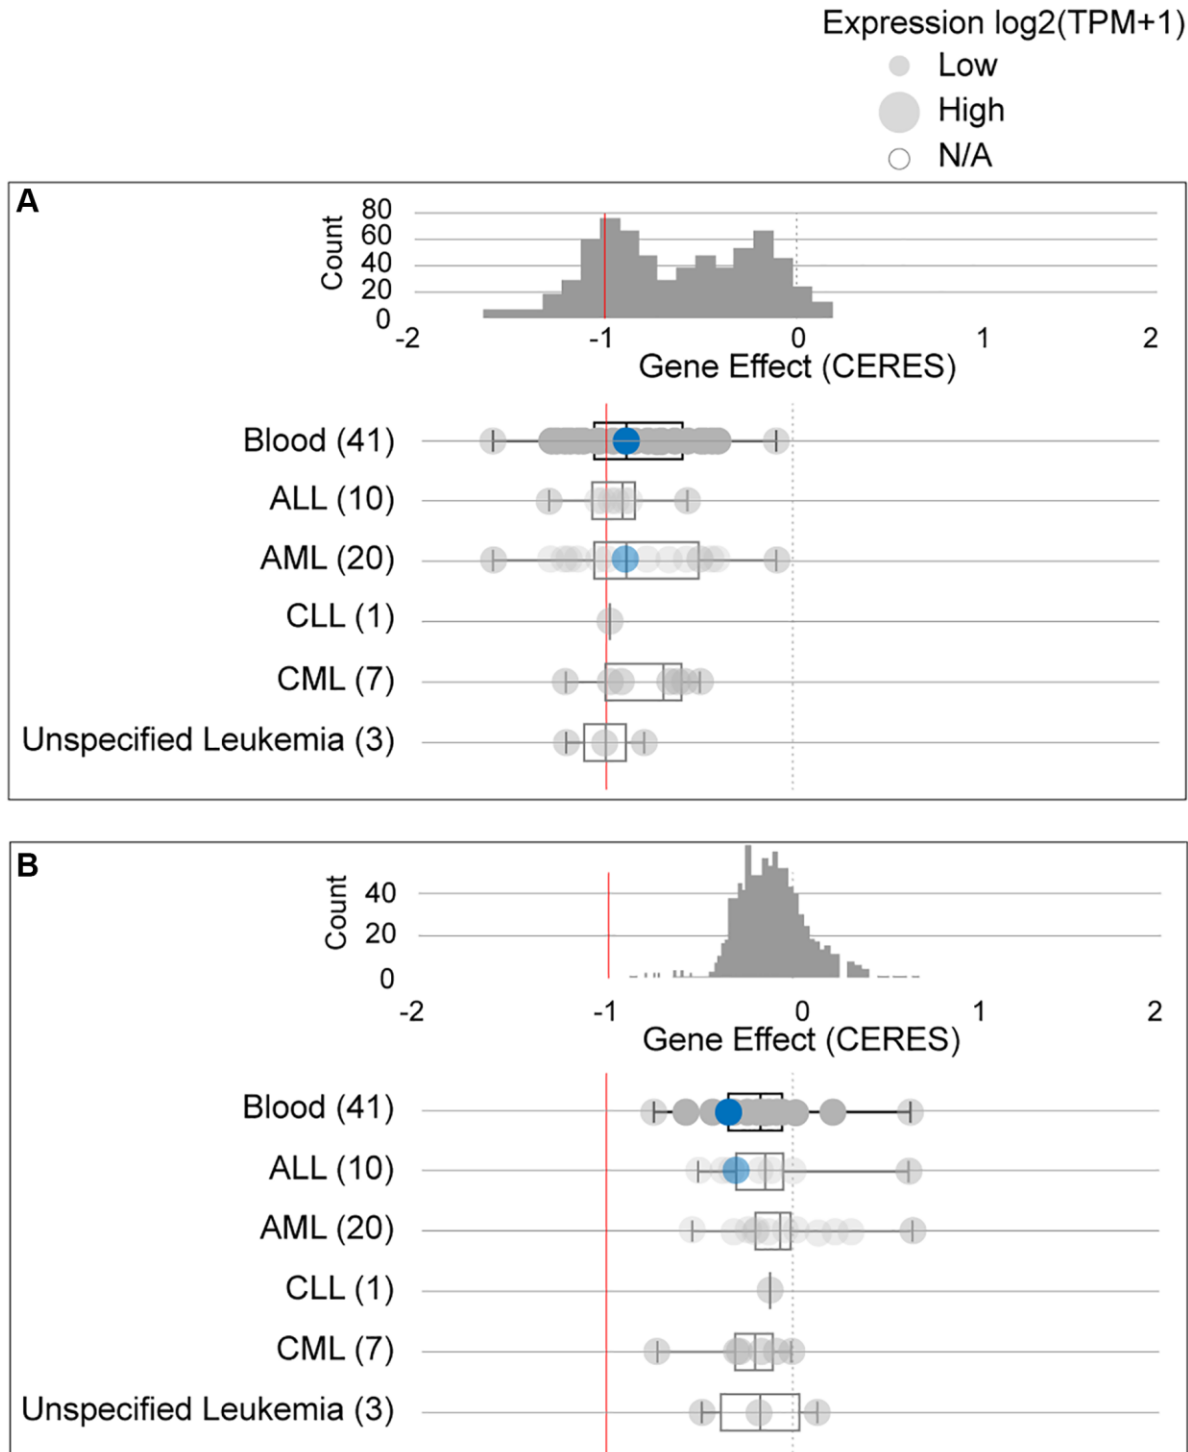 Expression log2(TPM+1)
Low
High
N/A
A
Count
80
60
40
20
0
-2 -1 0 1 2
Gene Effect (CERES)
Blood (41)
ALL (10)
AML (20)
CLL (1)
CML (7)
Unspecified Leukemia (3)
B
Count
40
20
0
-2 -1 0 1 2
Gene Effect (CERES)
Blood (41)
ALL (10)
AML (20)
CLL (1)
CML (7)
Unspecified Leukemia (3)